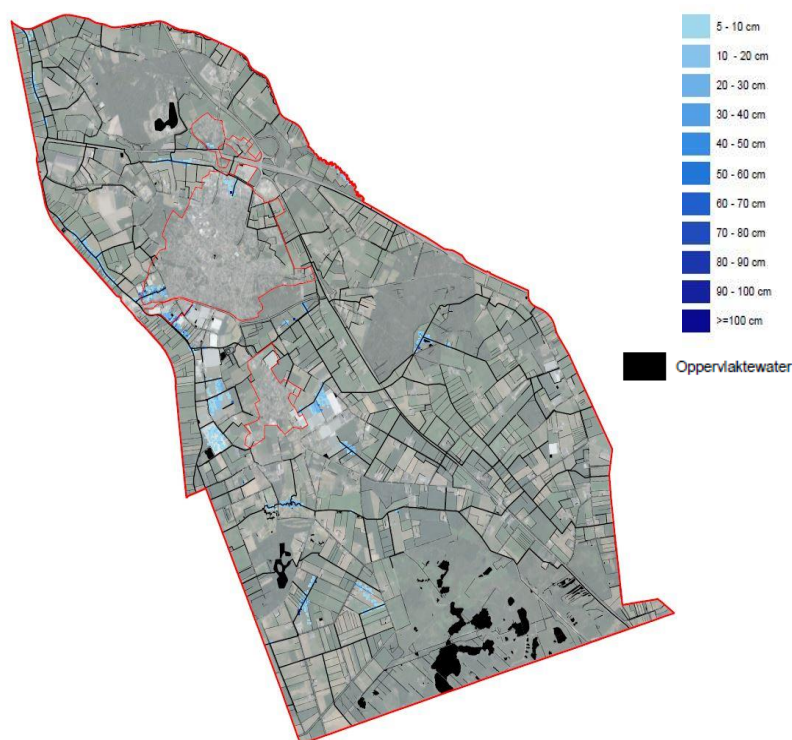 5 - 10 cm
10 - 20 cm
20 - 30 cm
30 - 40 cm
40 - 50 cm
50 - 60 cm
60 - 70 cm
70 - 80 cm
80 - 90 cm
90 - 100 cm
>=100 cm
Oppervlaktewater